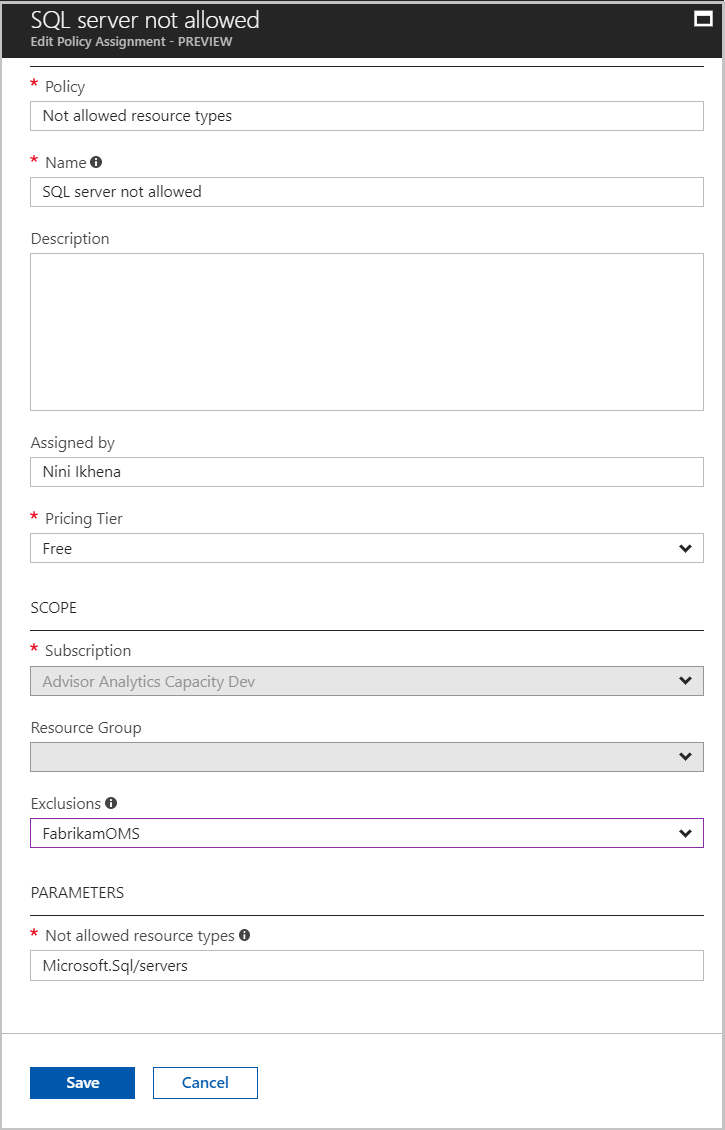 SQL server not allowed
Edit Policy Assignment - PREVIEW
* Policy
Not allowed resource types
* Name
SQL server not allowed
Description
Assigned by
Nini Ikhena
* Pricing Tier
Free
SCOPE
* Subscription
Advisor Analytics Capacity Dev
Resource Group
Exclusions
FabrikamOMS
PARAMETERS
* Not allowed resource types
Microsoft.Sql/servers
Save Cancel